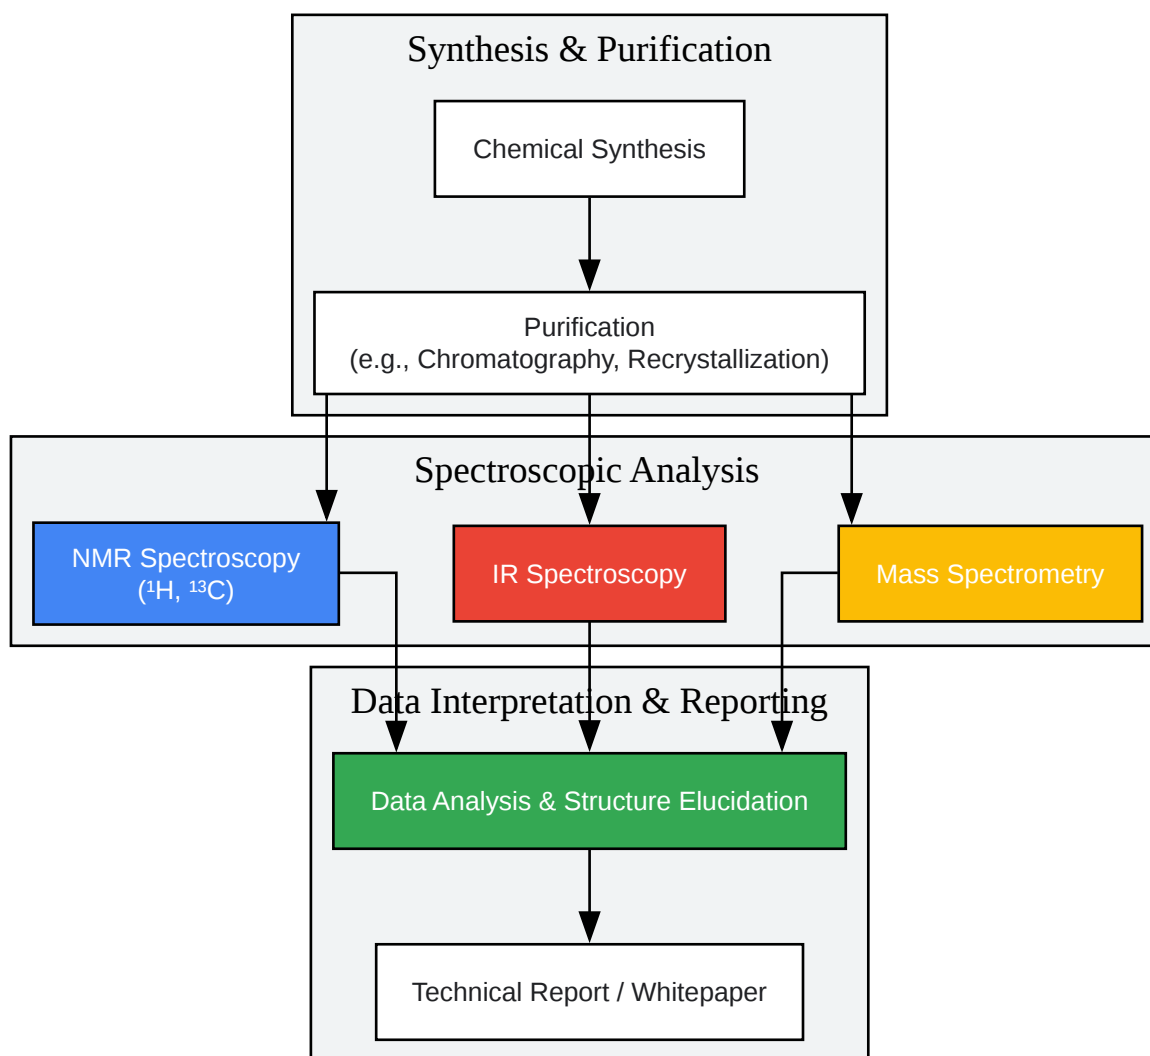 Synthesis & Purification
Chemical Synthesis
Purification
(e.g., Chromatography, Recrystallization)
Spectroscopic Analysis
NMR Spectroscopy
(¹H, ¹³C)
IR Spectroscopy
Mass Spectrometry
Data Interpretation & Reporting
Data Analysis & Structure Elucidation
Technical Report / Whitepaper